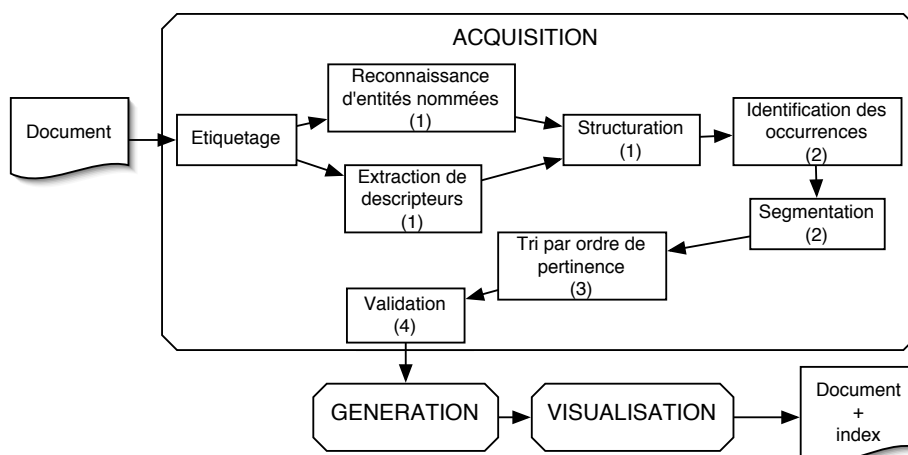 ACQUISITION
Document
Etiquetage
Reconnaissance
d'entités nommées
(1)
Extraction de
descripteurs
(1)
Structuration
(1)
Identification des
occurrences
(2)
Segmentation
(2)
Tri par ordre de
pertinence
(3)
Validation
(4)
GENERATION
VISUALISATION
Document
+
index